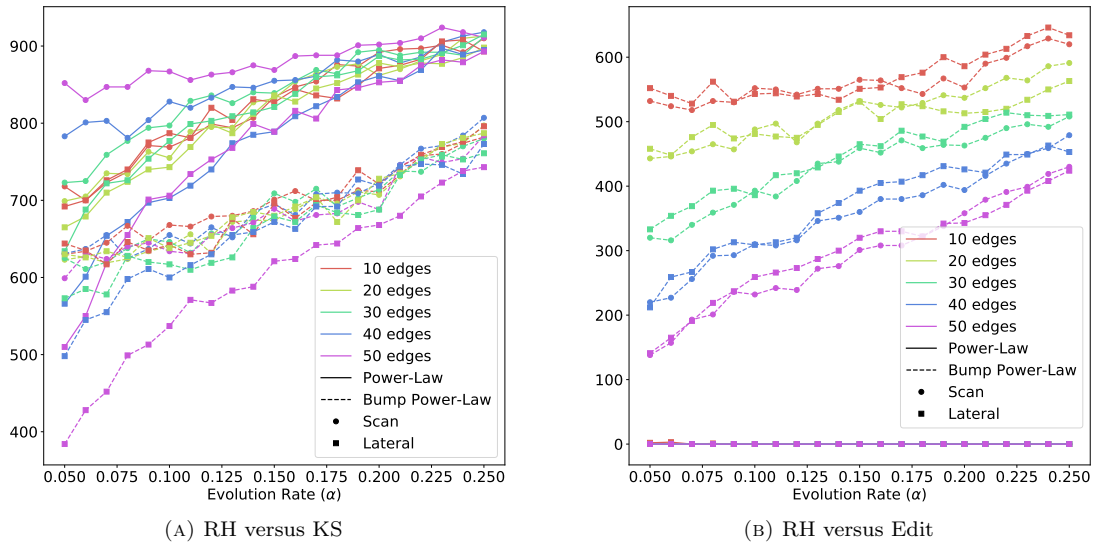 900
800
700
600
500
400
0.050 0.075 0.100 0.125 0.150 0.175 0.200 0.225 0.250
Evolution Rate (α)
10 edges
20 edges
30 edges
40 edges
50 edges
Power-Law
Bump Power-Law
Scan
Lateral
(A) RH versus KS
600
500
400
300
200
100
0
0.050 0.075 0.100 0.125 0.150 0.175 0.200 0.225 0.250
Evolution Rate (α)
10 edges
20 edges
30 edges
40 edges
50 edges
Power-Law
Bump Power-Law
Scan
Lateral
(B) RH versus Edit